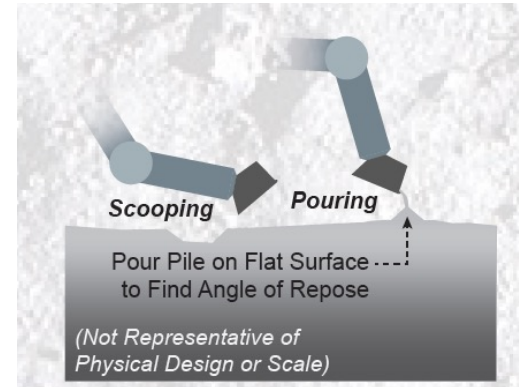 Scooping
Pouring
Pour Pile on Flat Surface
to Find Angle of Repose
(Not Representative of
Physical Design or Scale)